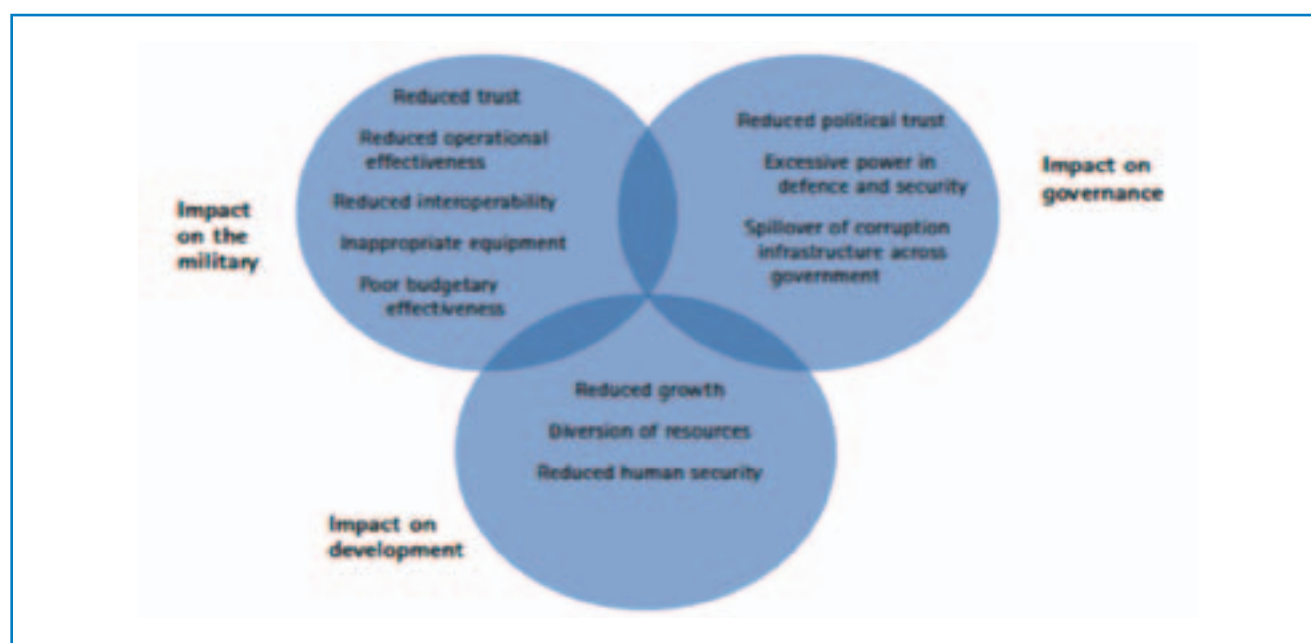 Impact
on the
military
Reduced trust
Reduced operational
effectiveness
Reduced interoperability
Inappropriate equipment
Poor budgetary
effectiveness
Reduced political trust
Excessive power in
defence and security
Spillover of corruption
infrastructure across
government
Impact on
governance
Reduced growth
Diversion of resources
Reduced human security
Impact on
development